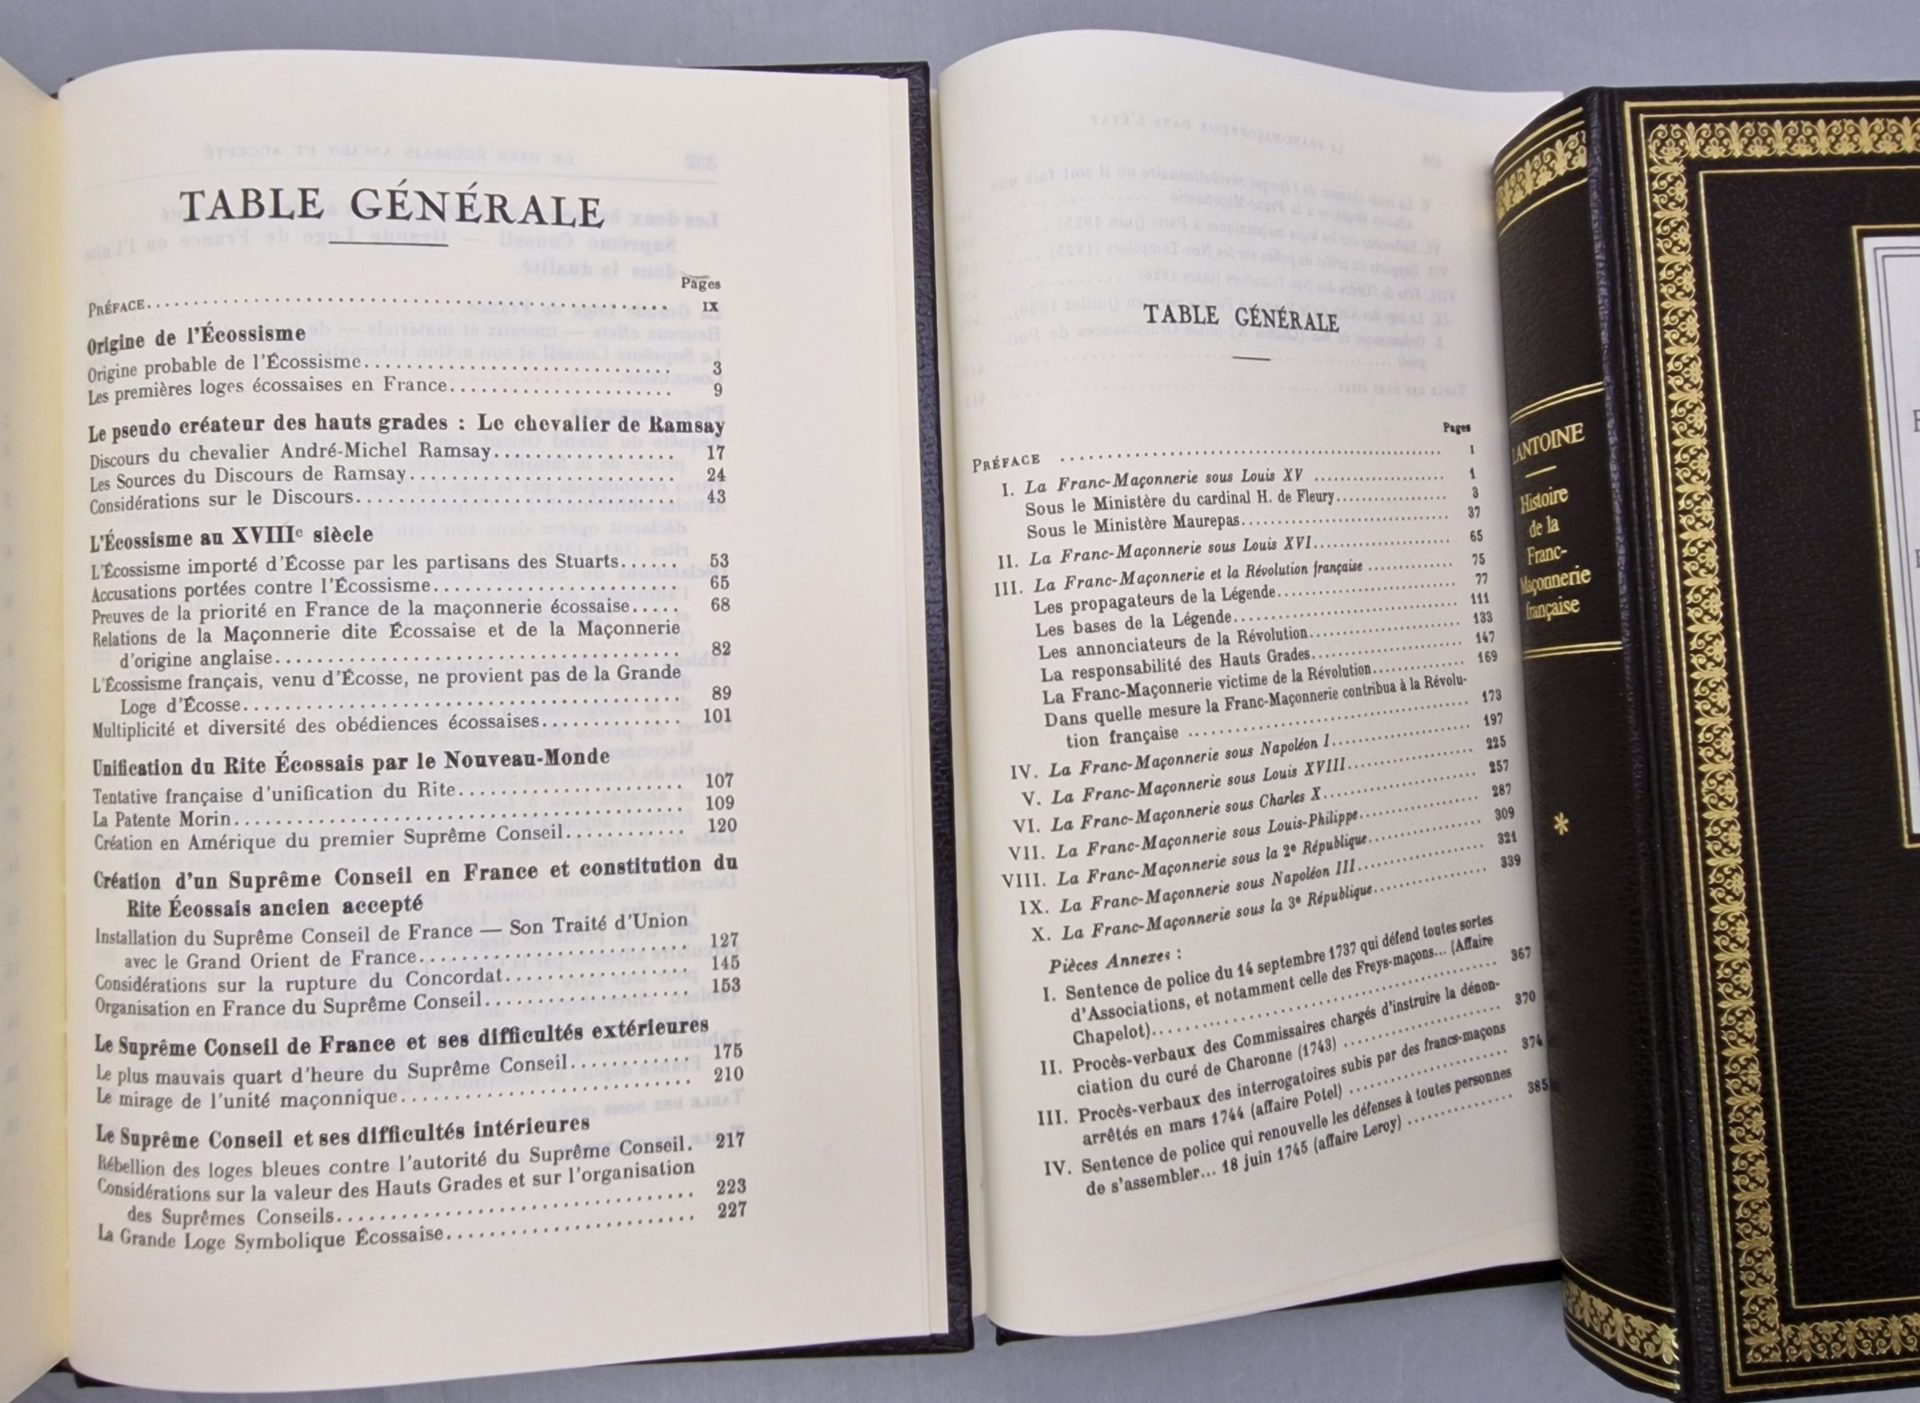 TABLE GÉNÉRALE
Pages
PRÉFACE........ IX
Origine de l'Écossisme
Origine probable de l'Écossisme........ 3
Les premières loges écossaises en France........ 9
Le pseudo créateur des hauts grades : Le chevalier de Ramsay
Discours du chevalier André-Michel Ramsay........ 17
Les Sources du Discours de Ramsay........ 24
Considérations sur le Discours........ 43
L'Écossisme au XVIIIe siècle
L'Écossisme importé d'Écosse par les partisans des Stuarts...... 53
Accusations portées contre l'Écossisme........ 65
Preuves de la priorité en France de la maçonnerie écossaise..... 68
Relations de la Maçonnerie dite Écossaise et de la Maçonnerie
d'origine anglaise........ 82
L'Écossisme français, venu d'Écosse, ne provient pas de la Grande
Loge d'Écosse........ 89
Multiplicité et diversité des obédiences écossaises........ 101
Unification du Rite Écossais par le Nouveau-Monde
Tentative française d'unification du Rite........ 107
La Patente Morin........ 109
Création en Amérique du premier Suprême Conseil........ 120
Création d'un Suprême Conseil en France et constitution du
Rite Écossais ancien accepté
Installation du Suprême Conseil de France — Son Traité d'Union
avec le Grand Orient de France........ 127
Considérations sur la rupture du Concordat........ 145
Organisation en France du Suprême Conseil........ 153
Le Suprême Conseil de France et ses difficultés extérieures
Le plus mauvais quart d'heure du Suprême Conseil........ 175
Le mirage de l'unité maçonnique........ 210
Le Suprême Conseil et ses difficultés intérieures
Rébellion des loges bleues contre l'autorité du Suprême Conseil. 217
Considérations sur la valeur des Hauts Grades et sur l'organisation
des Suprêmes Conseils........ 223
La Grande Loge Symbolique Écossaise........ 227
TABLE GÉNÉRALE
Pages
PRÉFACE ........ I
I. La Franc-Maçonnerie sous Louis XV ........ 1
Sous le Ministère du cardinal H. de Fleury........ 3
Sous le Ministère Maurepas........ 37
II. La Franc-Maçonnerie sous Louis XVI........ 65
III. La Franc-Maçonnerie et la Révolution française ........ 75
Les propagateurs de la Légende........ 77
Les bases de la Légende........ 111
Les annonciateurs de la Révolution........ 133
La responsabilité des Hauts Grades........ 147
La Franc-Maçonnerie victime de la Révolution........ 169
Dans quelle mesure la Franc-Maçonnerie contribua à la Révolu-
tion française ........ 173
IV. La Franc-Maçonnerie sous Napoléon I........ 197
V. La Franc-Maçonnerie sous Louis XVIII........ 225
VI. La Franc-Maçonnerie sous Charles X........ 257
VII. La Franc-Maçonnerie sous Louis-Philippe........ 287
VIII. La Franc-Maçonnerie sous la 2e République........ 309
IX. La Franc-Maçonnerie sous Napoléon III........ 321
X. La Franc-Maçonnerie sous la 3e République........ 339
Pièces Annexes :
I. Sentence de police du 14 septembre 1737 qui défend toutes sortes
d'Associations, et notamment celle des Freys-maçons... (Affaire
Chapelot)........ 367
II. Procès-verbaux des Commissaires chargés d'instruire la dénon-
ciation du curé de Charonne (1743) ........ 370
III. Procès-verbaux des interrogatoires subis par des francs-maçons
arrêtés en mars 1744 (affaire Potel) ........ 374
IV. Sentence de police qui renouvelle les défenses à toutes personnes
de s'assembler... 18 juin 1745 (affaire Leroy) ........ 385
LANTOINE
Histoire
de la
Franc-
Maçonnerie
française
*